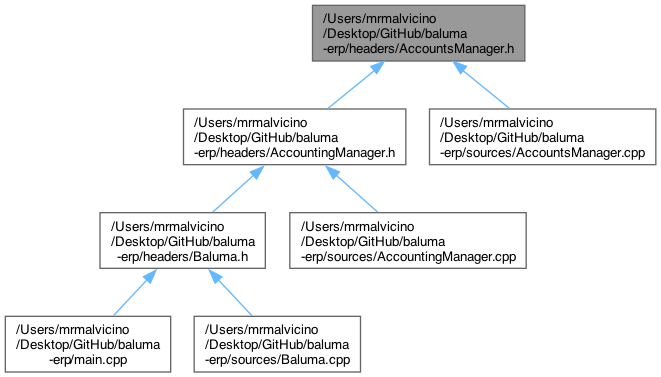 /Users/mrmalvicino
/Desktop/GitHub/baluma
-erp/headers/AccountsManager.h
/Users/mrmalvicino
/Desktop/GitHub/baluma
-erp/headers/AccountingManager.h
/Users/mrmalvicino
/Desktop/GitHub/baluma
-erp/sources/AccountsManager.cpp
/Users/mrmalvicino
/Desktop/GitHub/baluma
-erp/headers/Baluma.h
/Users/mrmalvicino
/Desktop/GitHub/baluma
-erp/sources/AccountingManager.cpp
/Users/mrmalvicino
/Desktop/GitHub/baluma
-erp/main.cpp
/Users/mrmalvicino
/Desktop/GitHub/baluma
-erp/sources/Baluma.cpp